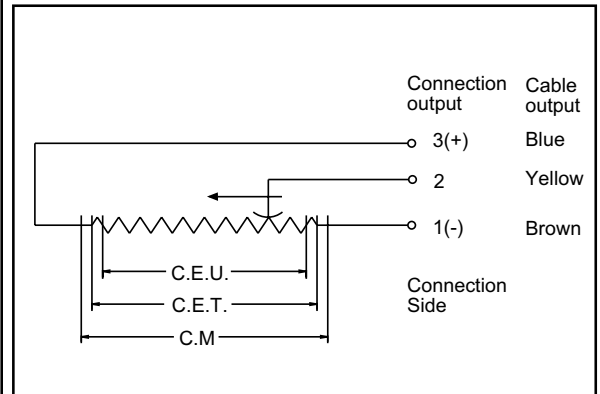 Connection output Cable output
3(+) Blue
2 Yellow
1(-) Brown
C.E.U.
C.E.T.
C.M
Connection Side